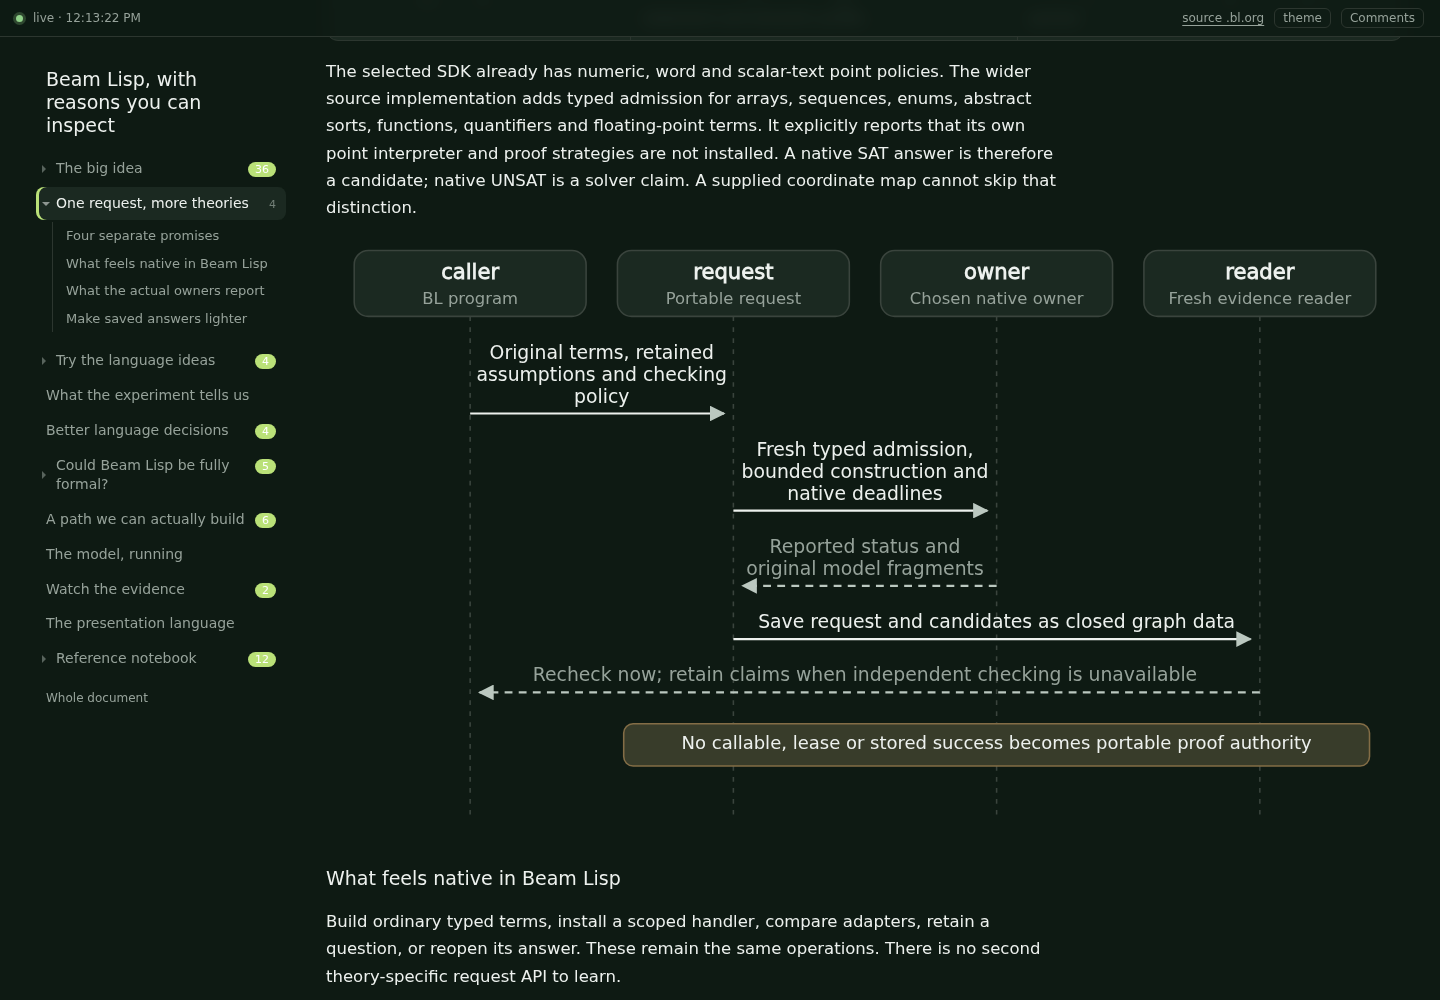 live · 12:13:22 PM
source .bl.org
theme
Comments
Beam Lisp, with
reasons you can
inspect
The big idea
36
One request, more theories
4
Four separate promises
What feels native in Beam Lisp
What the actual owners report
Make saved answers lighter
Try the language ideas
4
What the experiment tells us
Better language decisions
4
Could Beam Lisp be fully
formal?
5
A path we can actually build
6
The model, running
Watch the evidence
2
The presentation language
Reference notebook
12
Whole document
The selected SDK already has numeric, word and scalar-text point policies. The wider
source implementation adds typed admission for arrays, sequences, enums, abstract
sorts, functions, quantifiers and floating-point terms. It explicitly reports that its own
point interpreter and proof strategies are not installed. A native SAT answer is therefore
a candidate; native UNSAT is a solver claim. A supplied coordinate map cannot skip that
distinction.
caller
BL program
request
Portable request
owner
Chosen native owner
reader
Fresh evidence reader
Original terms, retained
assumptions and checking
policy
Fresh typed admission,
bounded construction and
native deadlines
Reported status and
original model fragments
Save request and candidates as closed graph data
Recheck now; retain claims when independent checking is unavailable
No callable, lease or stored success becomes portable proof authority
What feels native in Beam Lisp
Build ordinary typed terms, install a scoped handler, compare adapters, retain a
question, or reopen its answer. These remain the same operations. There is no second
theory-specific request API to learn.